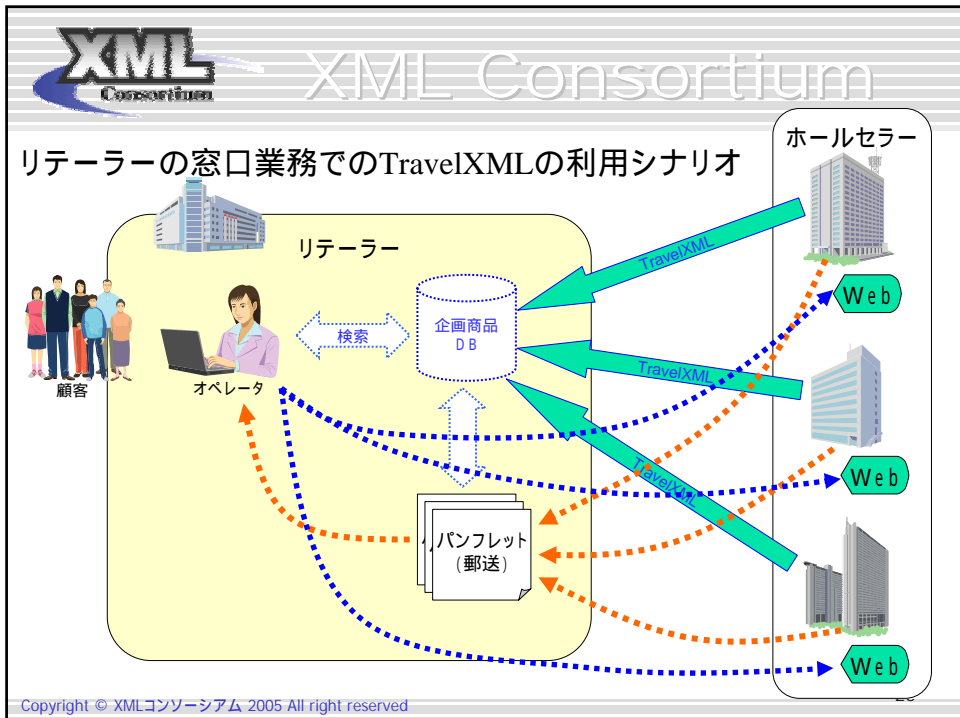 XML
Consortium
XML Consortium
リテーラーの窓口業務でのTravelXMLの利用シナリオ
ホールセラー
リテーラー
TravelXML
Web
企画商品
DB
検索
顧客
オペレータ
TravelXML
Web
TravelXML
パンフレット
(郵送)
Web
Copyright © XMLコンソーシアム 2005 All right reserved